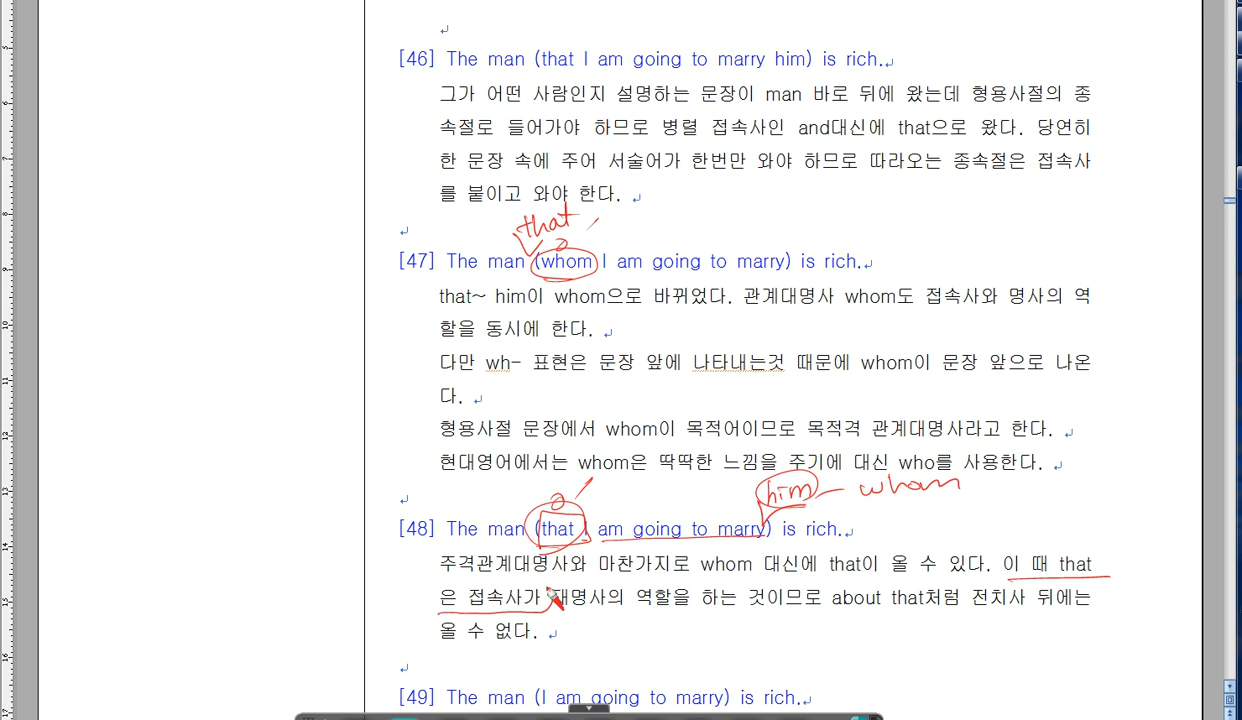 [46] The man (that I am going to marry him) is rich.
그가 어떤 사람인지 설명하는 문장이 man 바로 뒤에 왔는데 형용사절의 종
속절로 들어가야 하므로 병렬 접속사인 and대신에 that으로 왔다. 당연히
한 문장 속에 주어 서술어가 한번만 와야 하므로 따라오는 종속절은 접속사
를 붙이고 와야 한다.
that
[47] The man (whom I am going to marry) is rich.
that~ him이 whom으로 바뀌었다. 관계대명사 whom도 접속사와 명사의 역
할을 동시에 한다.
다만 wh- 표현은 문장 앞에 나타내는것 때문에 whom이 문장 앞으로 나온
다.
형용사절 문장에서 whom이 목적어이므로 목적격 관계대명사라고 한다.
현대영어에서는 whom은 딱딱한 느낌을 주기에 대신 who를 사용한다.
him whom
[48] The man (that I am going to marry) is rich.
주격관계대명사와 마찬가지로 whom 대신에 that이 올 수 있다. 이 때 that
은 접속사가 대명사의 역할을 하는 것이므로 about that처럼 전치사 뒤에는
올 수 없다.
[49] The man (I am going to marry) is rich.